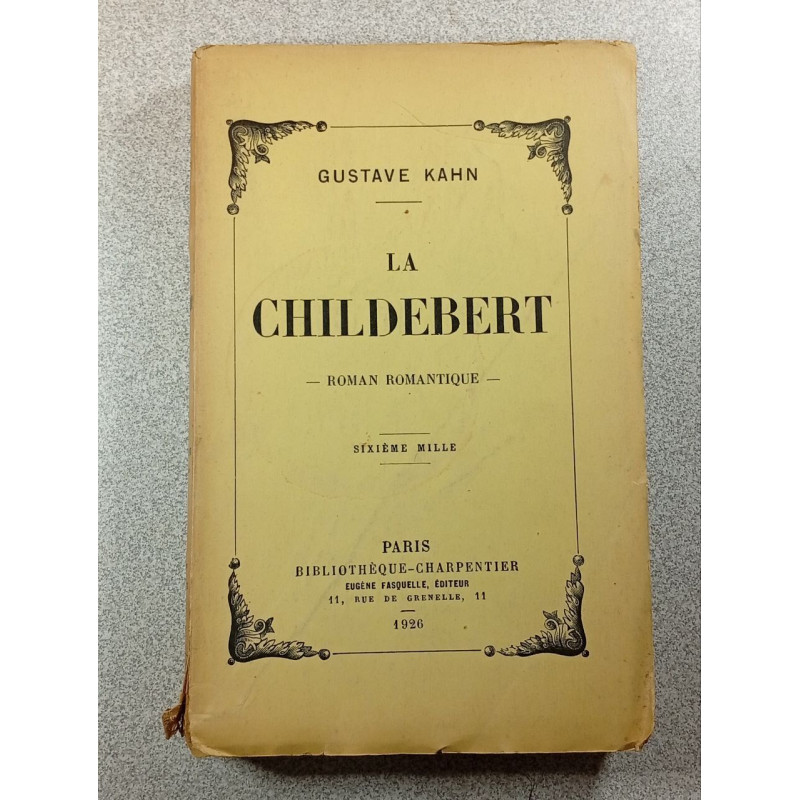 GUSTAVE KAHN
LA
CHILDEBERT
— ROMAN ROMANTIQUE —
SIXIÈME MILLE
PARIS
BIBLIOTHÈQUE-CHARPENTIER
EUGÈNE FASQUELLE, ÉDITEUR
11, RUE DE GRENELLE, 11
1926